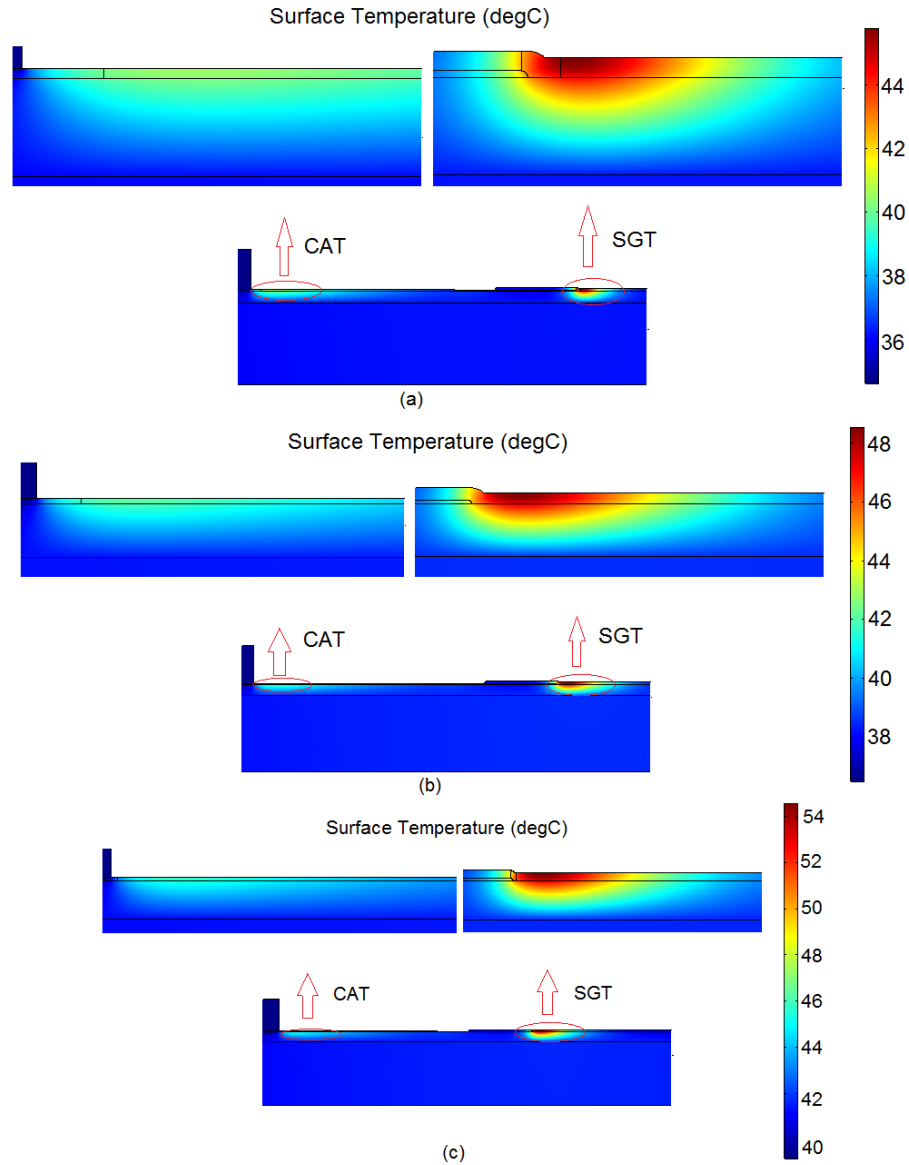 Surface Temperature (degC)
44
42
40
38
36
CAT
SGT
(a)
Surface Temperature (degC)
48
46
44
42
40
38
CAT
SGT
(b)
Surface Temperature (degC)
54
52
50
48
46
44
42
40
CAT
SGT
(c)